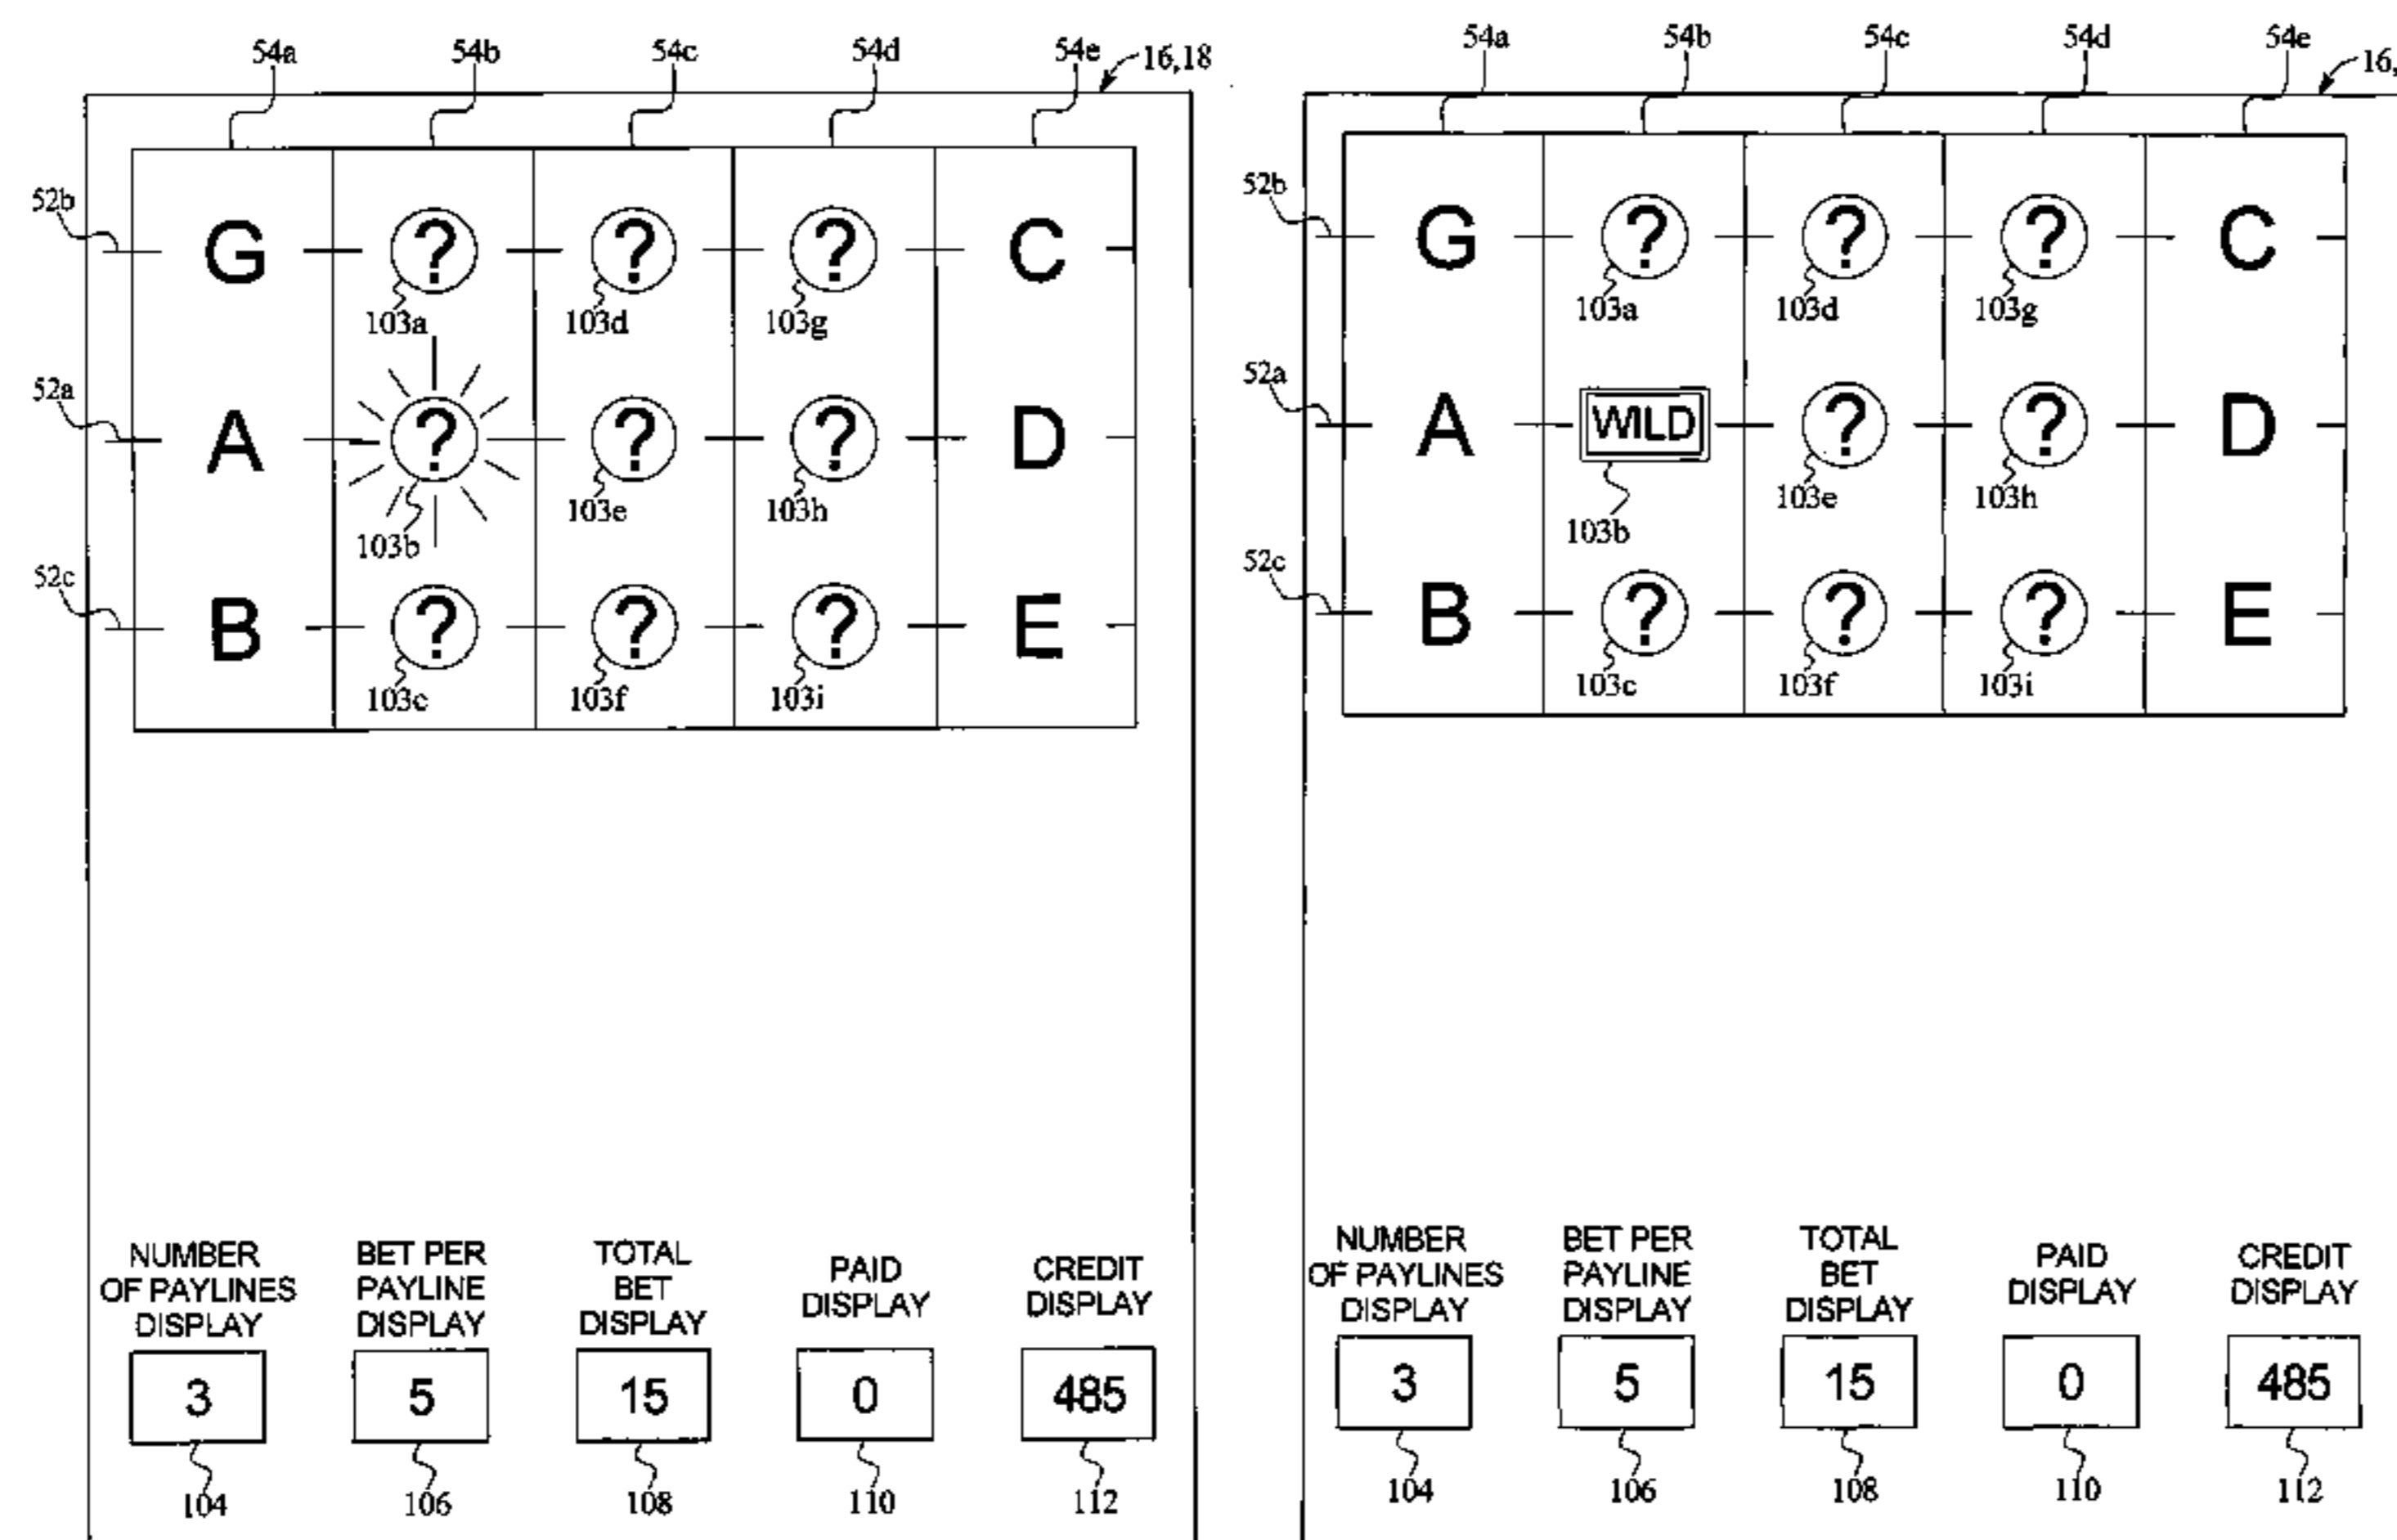 54a 54b 54c 54d 54e 16,18
52b G ? ? ? C
103a 103d 103g
52a A ? ? ? D
103e 103h
103b
52c B ? ? ? E
103c 103f 103i
NUMBER OF PAYLINES DISPLAY
BET PER PAYLINE DISPLAY
TOTAL BET DISPLAY
PAID DISPLAY
CREDIT DISPLAY
3 5 15 0 485
104 106 108 110 112
54a 54b 54c 54d 54e 16,
52b G ? ? ? C
103a 103d 103g
52a A WILD ? ? D
103e 103h
103b
52c B ? ? ? E
103c 103f 103i
NUMBER OF PAYLINES DISPLAY
BET PER PAYLINE DISPLAY
TOTAL BET DISPLAY
PAID DISPLAY
CREDIT DISPLAY
3 5 15 0 485
104 106 108 110 112